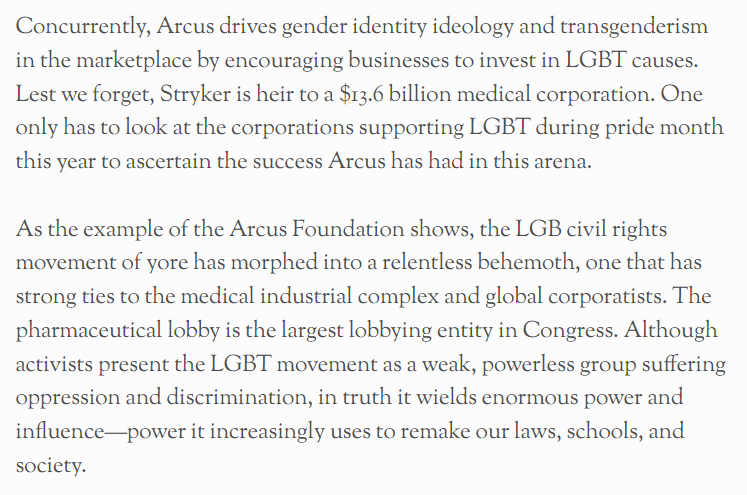 Concurrently, Arcus drives gender identity ideology and transgenderism
in the marketplace by encouraging businesses to invest in LGBT causes.
Lest we forget, Stryker is heir to a $13.6 billion medical corporation. One
only has to look at the corporations supporting LGBT during pride month
this year to ascertain the success Arcus has had in this arena.
As the example of the Arcus Foundation shows, the LGB civil rights
movement of yore has morphed into a relentless behemoth, one that has
strong ties to the medical industrial complex and global corporatists. The
pharmaceutical lobby is the largest lobbying entity in Congress. Although
activists present the LGBT movement as a weak, powerless group suffering
oppression and discrimination, in truth it wields enormous power and
influence—power it increasingly uses to remake our laws, schools, and
society.